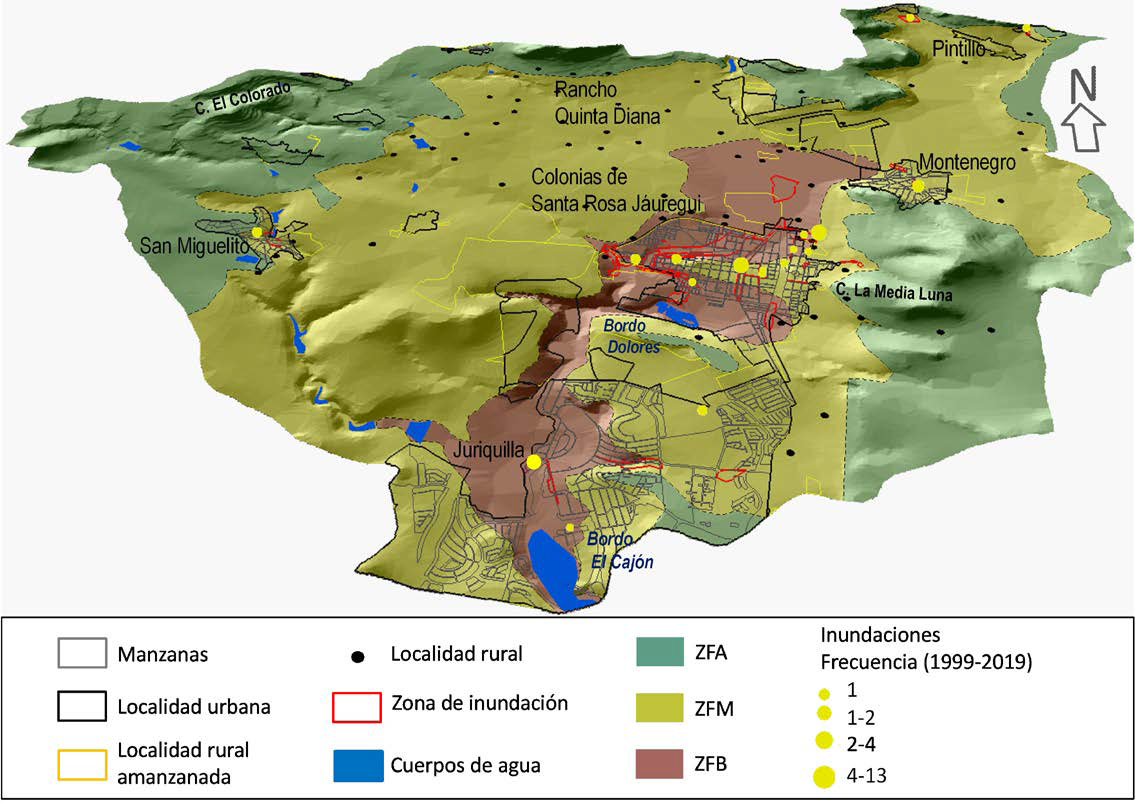 Pintillo
C. El Colorado
N
Rancho
Quinta Diana
Montenegro
Colonias de
Santa Rosa Jáuregui
San Miguelito
C. La Media Luna
Bordo
Dolores
Juriquilla
Bordo
El Cajón
Manzanas
Localidad urbana
Localidad rural
amanzanada
Localidad rural
Zona de inundación
Cuerpos de agua
ZFA
ZFM
ZFB
Inundaciones
Frecuencia (1999-2019)
1
1-2
2-4
4-13